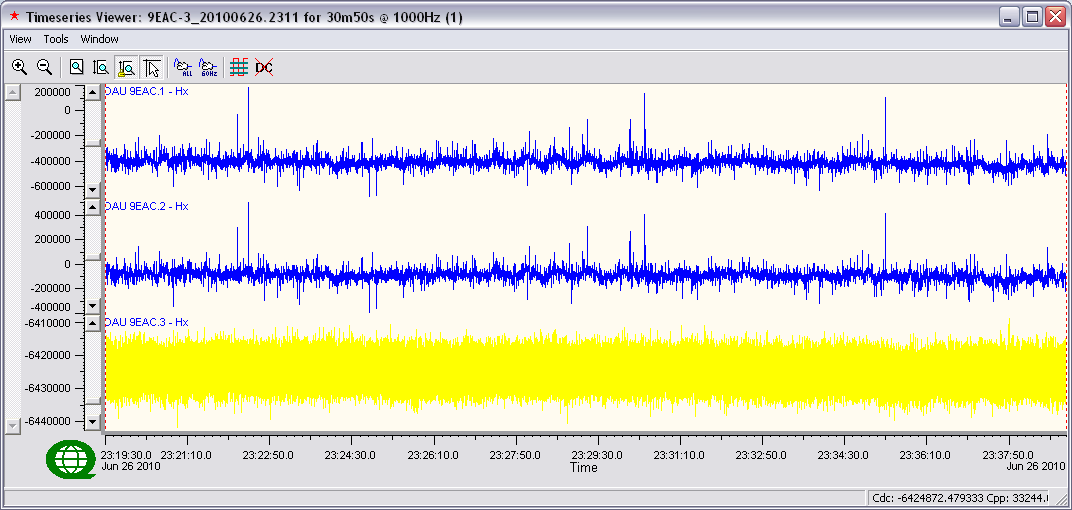 Timeseries Viewer: 9EAC-3_20100626.2311 for 30m50s @ 1000Hz (1)
View Tools Window
ALL 60Hz DC
DAU 9EAC.1 - Hx
200000
0
-200000
-400000
-600000
DAU 9EAC.2 - Hx
400000
200000
0
-200000
-400000
DAU 9EAC.3 - Hx
-6410000
-6420000
-6430000
-6440000
23:19:30.0 23:21:10.0 23:22:50.0 23:24:30.0 23:26:10.0 23:27:50.0 23:29:30.0 23:31:10.0 23:32:50.0 23:34:30.0 23:36:10.0 23:37:50.0
Jun 26 2010 Time Jun 26 2010
Cdc: -6424872.479333 Cpp: 33244.